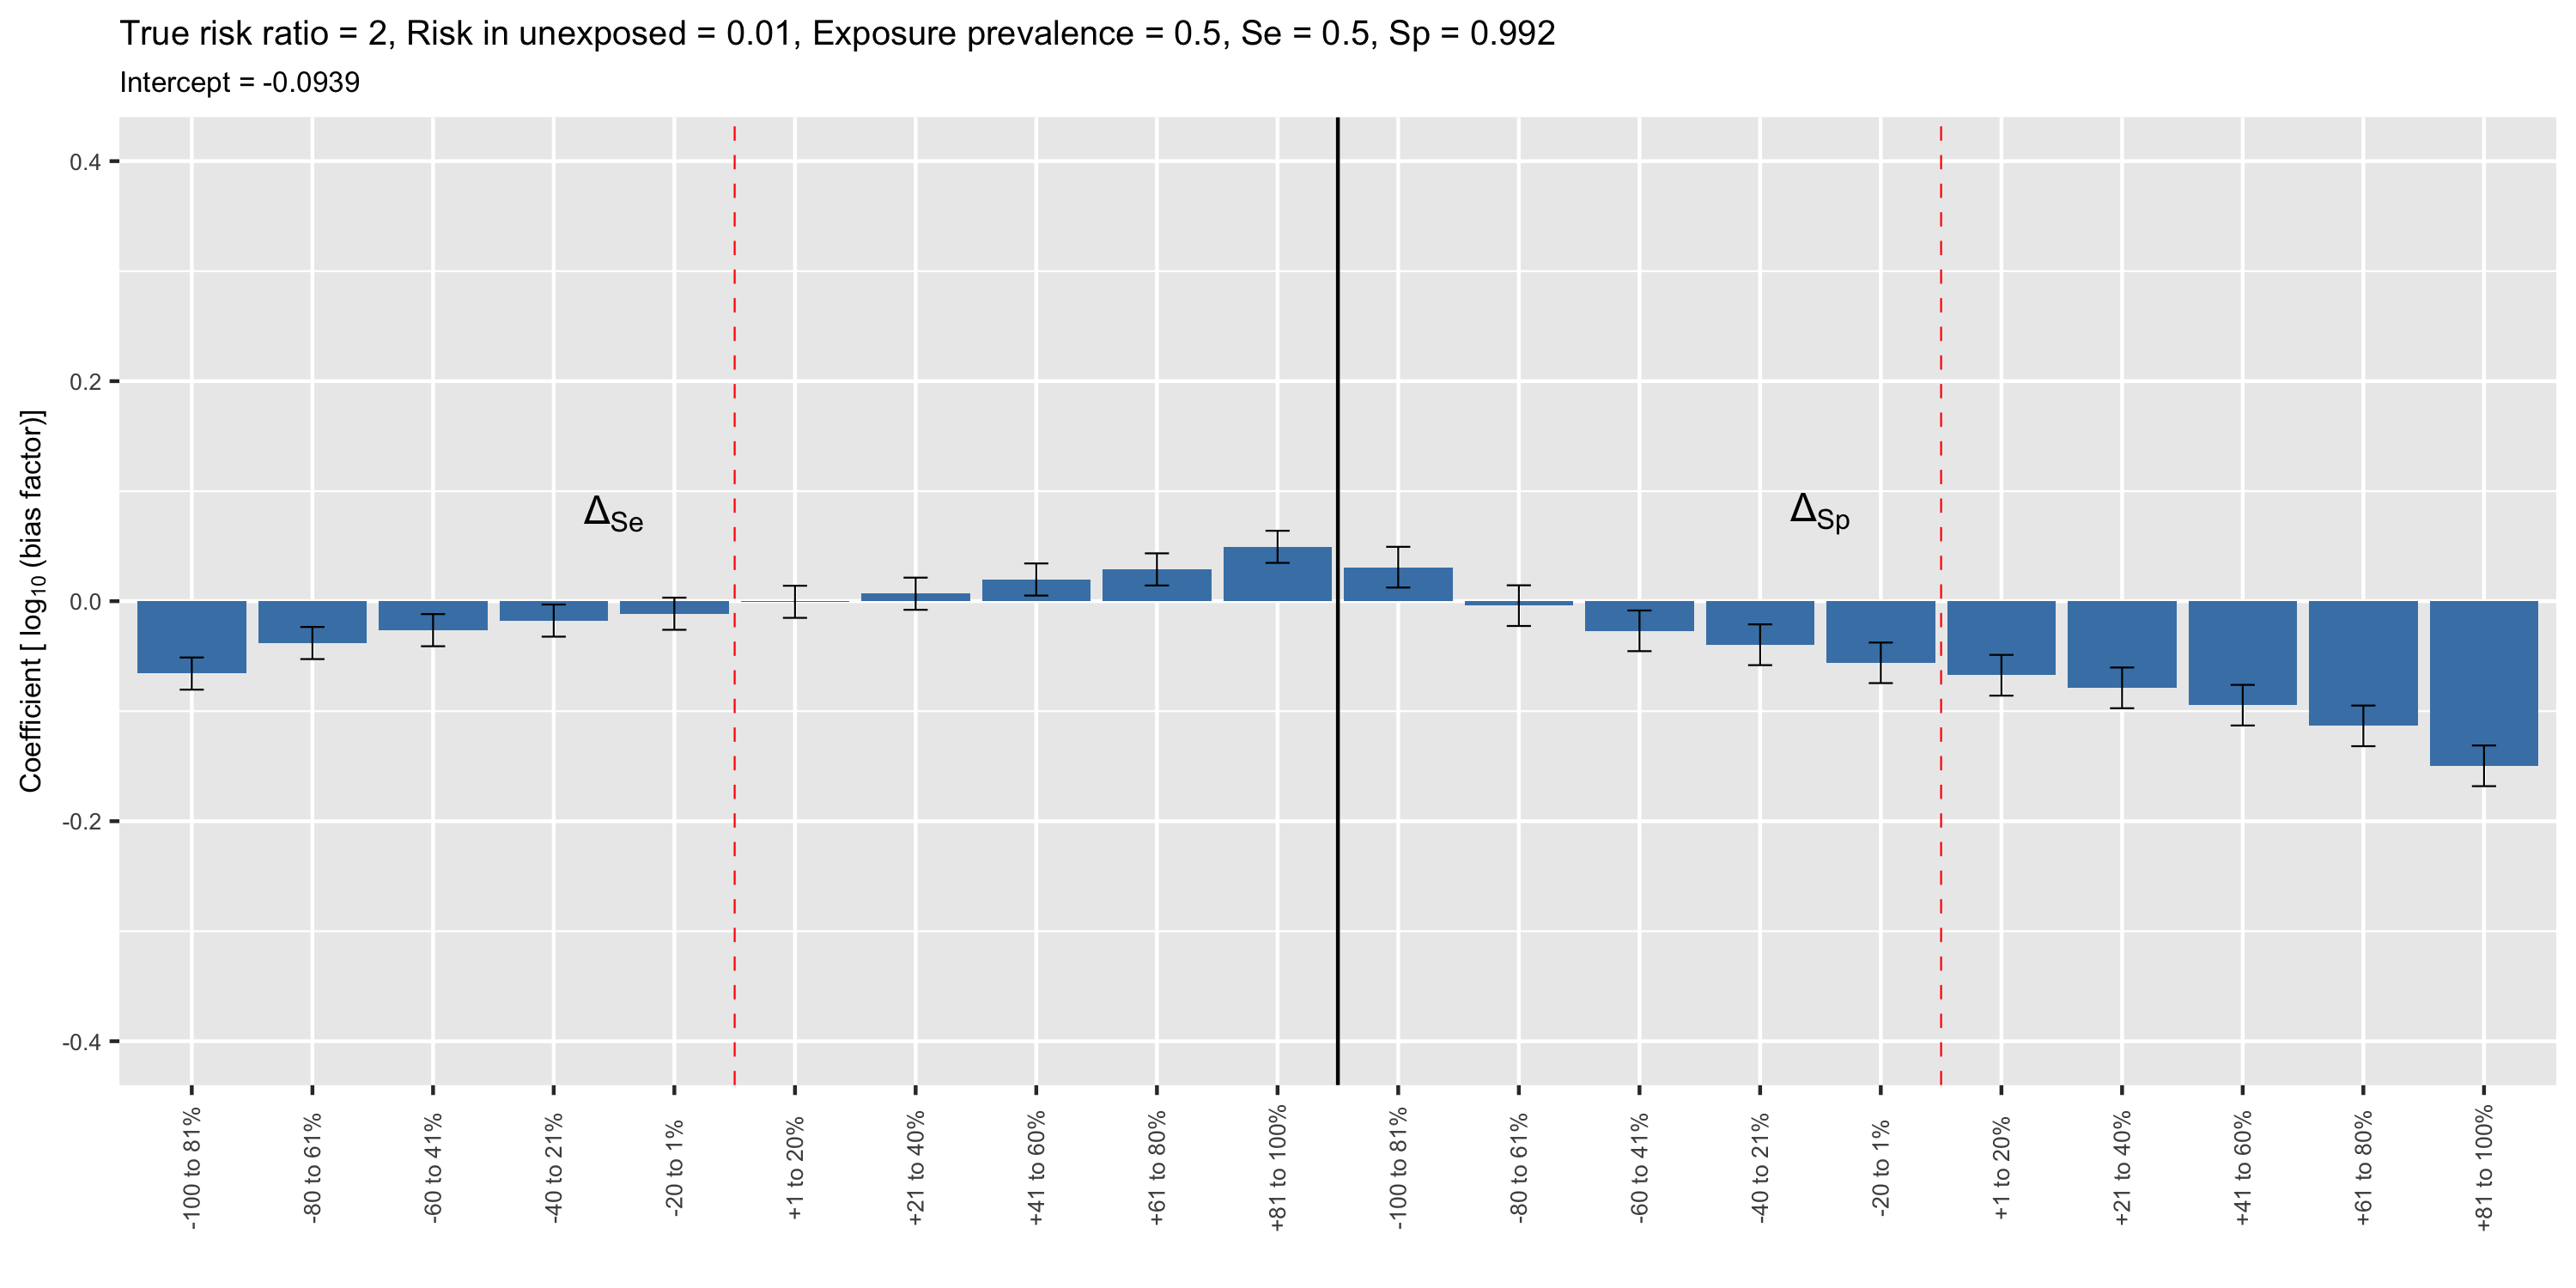 True risk ratio = 2, Risk in unexposed = 0.01, Exposure prevalence = 0.5, Se = 0.5, Sp = 0.992
Intercept = -0.0939
Coefficient [ log10 (bias factor)]
0.4
0.2
0.0
-0.2
-0.4
ΔSe
ΔSp
-100 to 81%
-80 to 61%
-60 to 41%
-40 to 21%
-20 to 1%
+1 to 20%
+21 to 40%
+41 to 60%
+61 to 80%
+81 to 100%
-100 to 81%
-80 to 61%
-60 to 41%
-40 to 21%
-20 to 1%
+1 to 20%
+21 to 40%
+41 to 60%
+61 to 80%
+81 to 100%